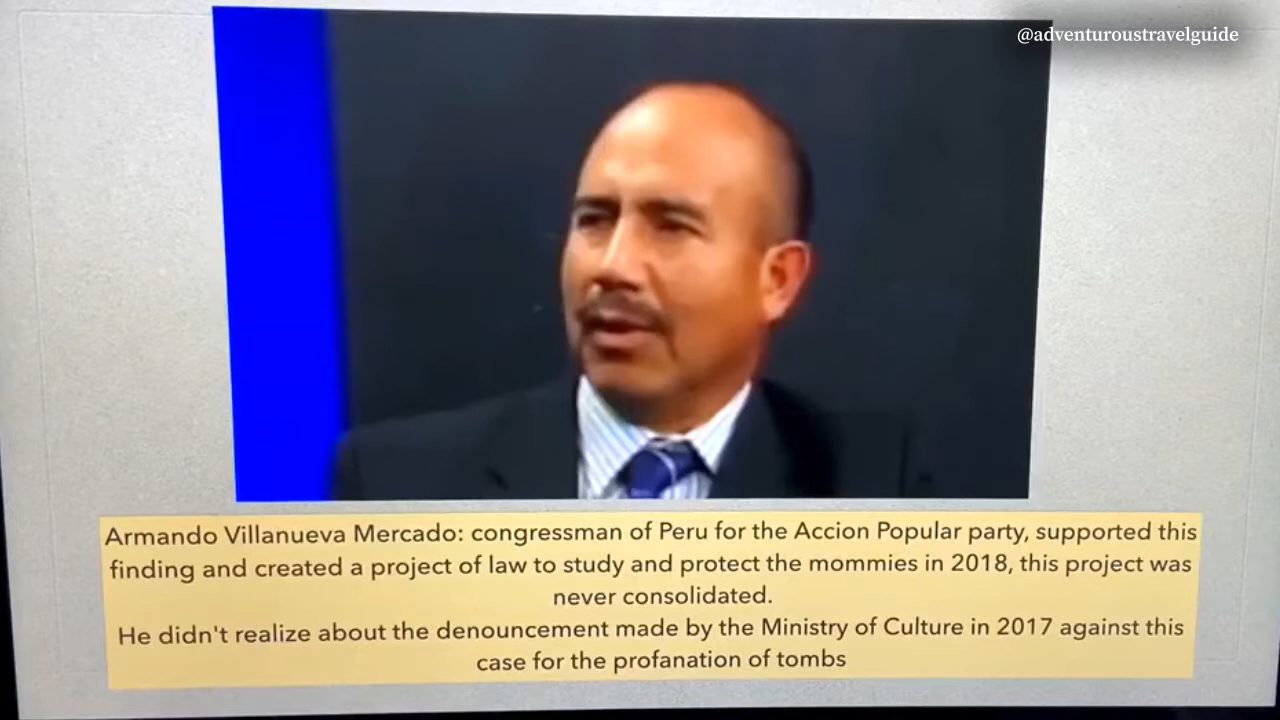 @adventuroustravelguide
Armando Villanueva Mercado: congressman of Peru for the Accion Popular party, supported this
finding and created a project of law to study and protect the mommies in 2018, this project was
never consolidated.
He didn't realize about the denouncement made by the Ministry of Culture in 2017 against this
case for the profanation of tombs